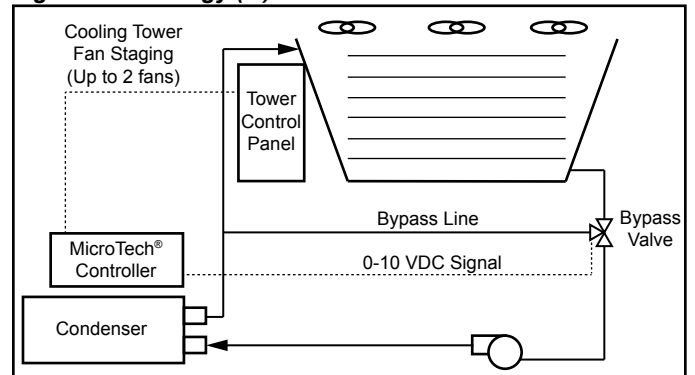 Cooling Tower
Fan Staging
(Up to 2 fans)
Tower
Control
Panel
Bypass Line
Bypass
Valve
MicroTech®
Controller
0-10 VDC Signal
Condenser